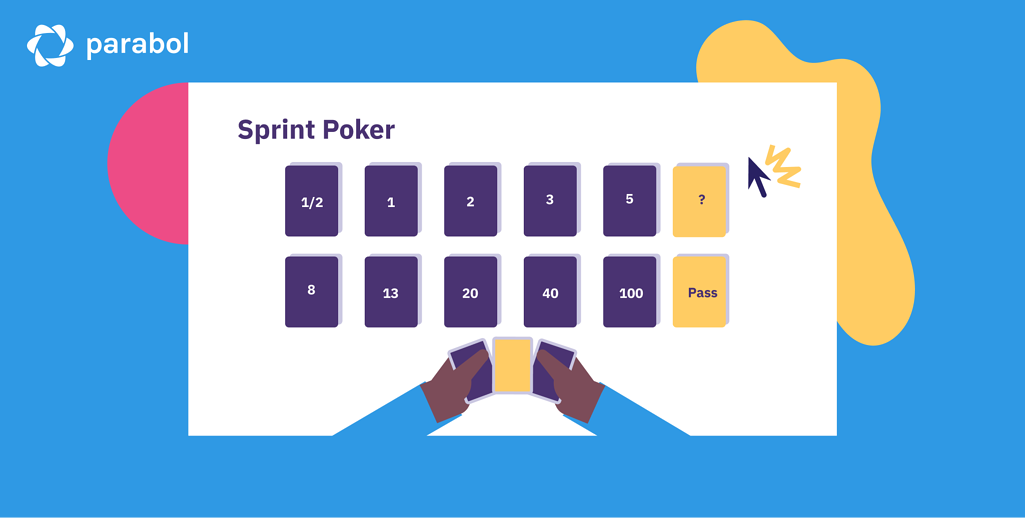 parabol
Sprint Poker
1/2 1 2 3 5 ?
8 13 20 40 100 Pass